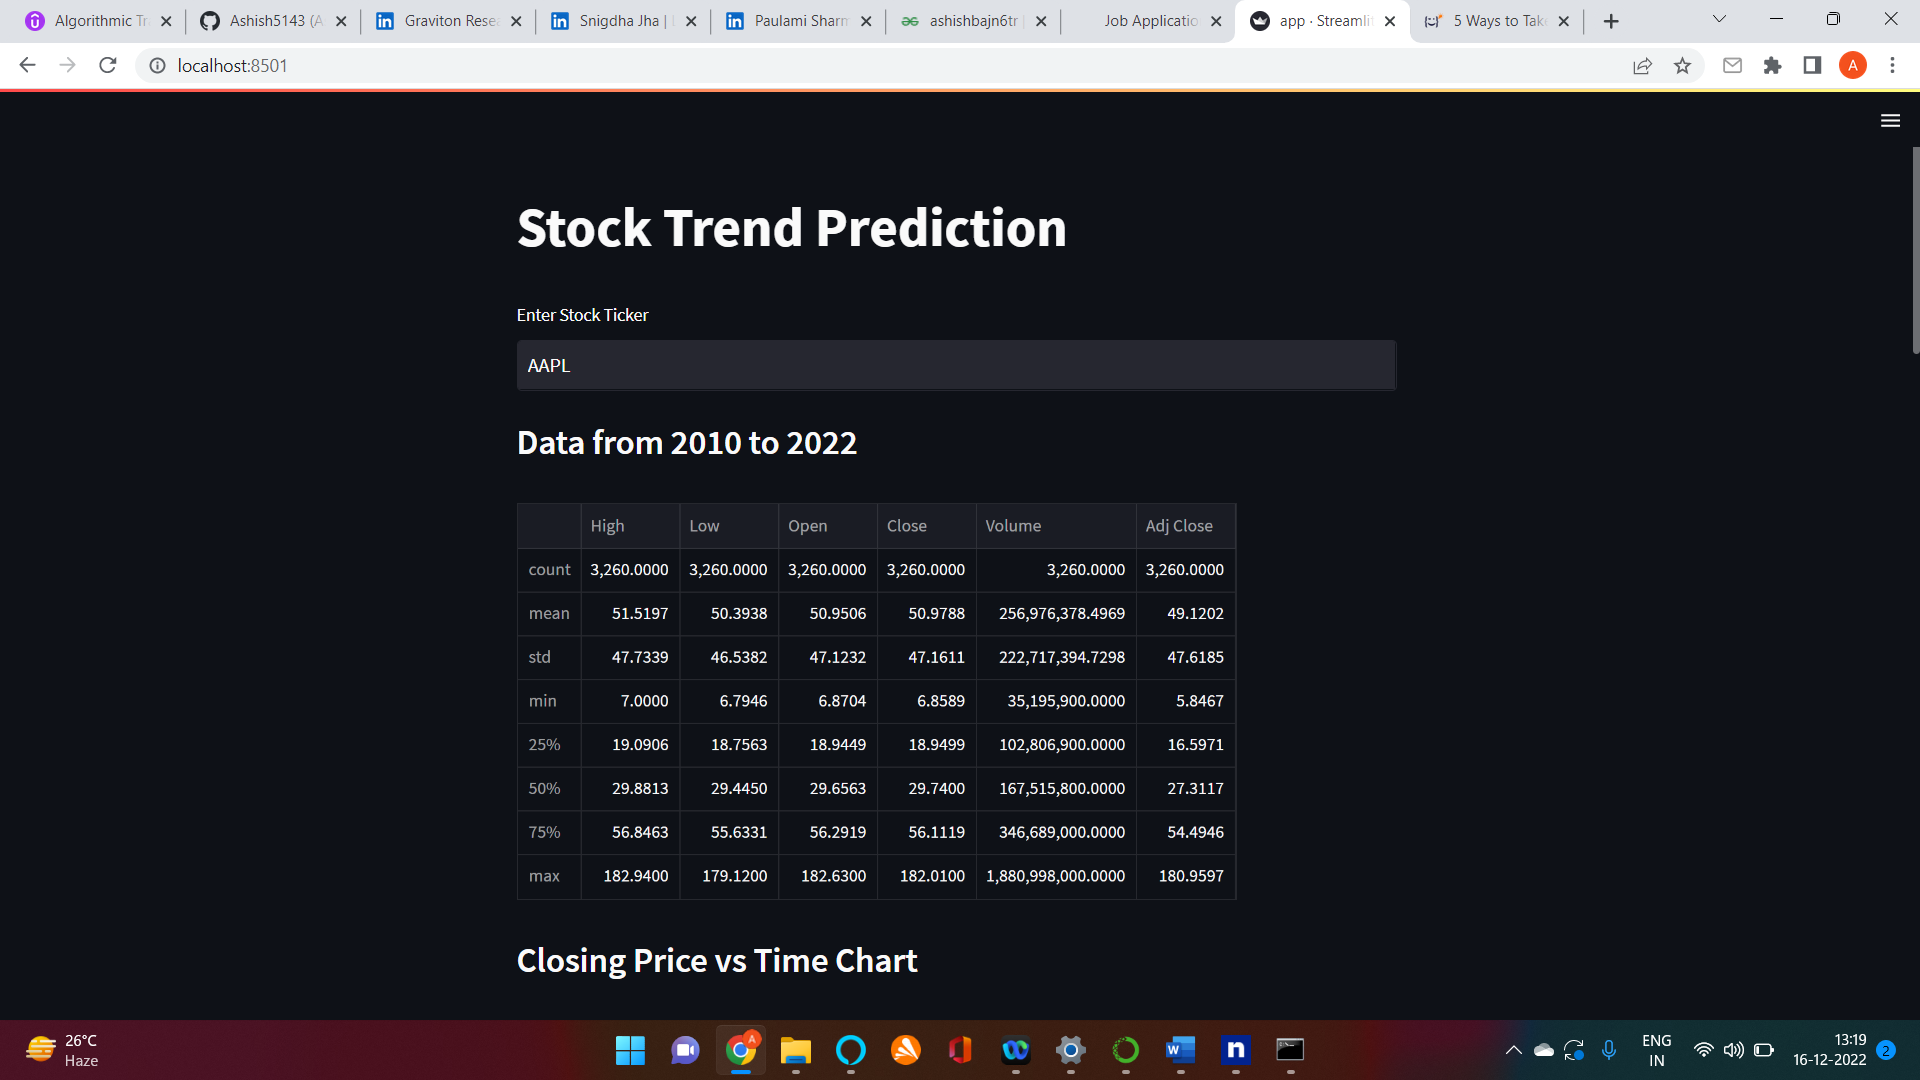 Algorithmic Tr
Ashish5143 (A
Graviton Rese
Snigdha Jha |
Paulami Sharm
ashishbajn6tr |
Job Applicatio
app · Streamli
5 Ways to Take
localhost:8501
A
Stock Trend Prediction
Enter Stock Ticker
AAPL
Data from 2010 to 2022
High Low Open Close Volume Adj Close
count 3,260.0000 3,260.0000 3,260.0000 3,260.0000 3,260.0000 3,260.0000
mean 51.5197 50.3938 50.9506 50.9788 256,976,378.4969 49.1202
std 47.7339 46.5382 47.1232 47.1611 222,717,394.7298 47.6185
min 7.0000 6.7946 6.8704 6.8589 35,195,900.0000 5.8467
25% 19.0906 18.7563 18.9449 18.9499 102,806,900.0000 16.5971
50% 29.8813 29.4450 29.6563 29.7400 167,515,800.0000 27.3117
75% 56.8463 55.6331 56.2919 56.1119 346,689,000.0000 54.4946
max 182.9400 179.1200 182.6300 182.0100 1,880,998,000.0000 180.9597
Closing Price vs Time Chart
26°C
Haze
A
ENG
IN
13:19
16-12-2022
2